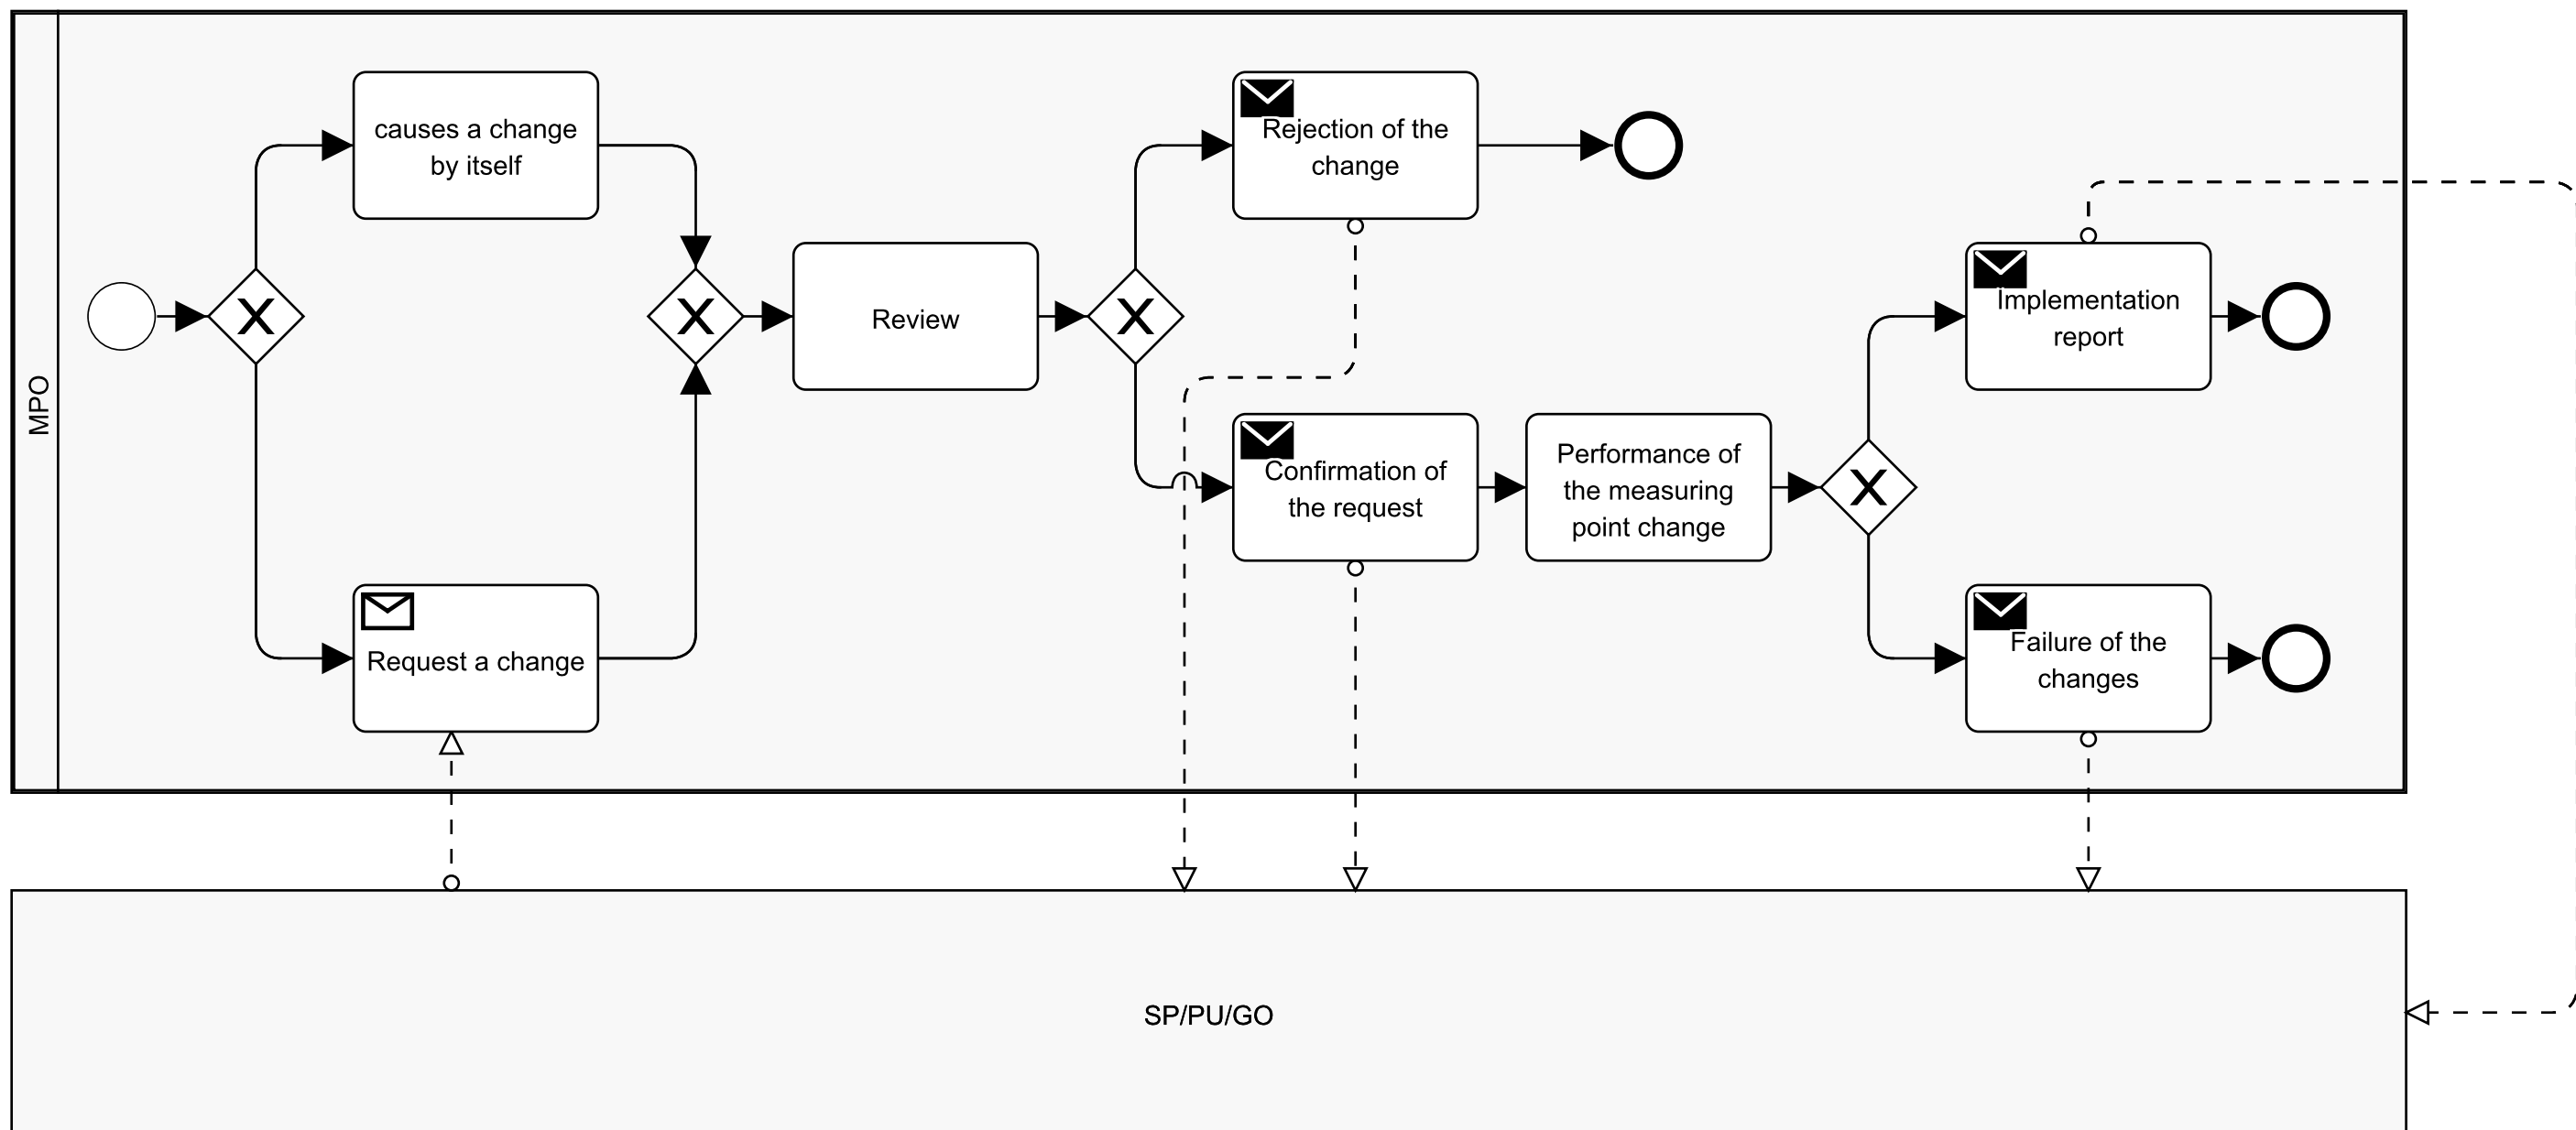 MPO
causes a change
by itself
Request a change
Review
Rejection of the
change
Confirmation of
the request
Performance of
the measuring
point change
Implementation
report
Failure of the
changes
SP/PU/GO